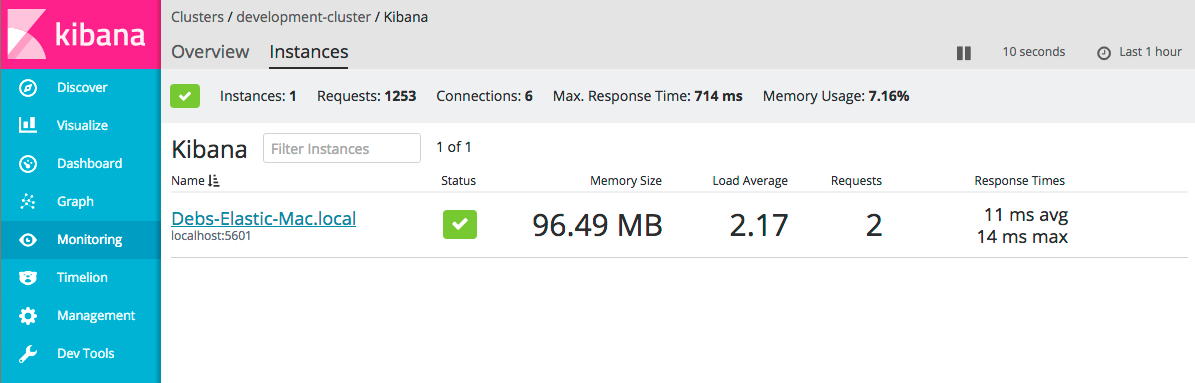 kibana
Discover
Visualize
Dashboard
Graph
Monitoring
Timelion
Management
Dev Tools
Clusters / development-cluster / Kibana
Overview Instances 10 seconds Last 1 hour
Instances: 1 Requests: 1253 Connections: 6 Max. Response Time: 714 ms Memory Usage: 7.16%
Kibana Filter Instances 1 of 1
Name Status Memory Size Load Average Requests Response Times
Debs-Elastic-Mac.local 96.49 MB 2.17 2 11 ms avg
localhost:5601 14 ms max